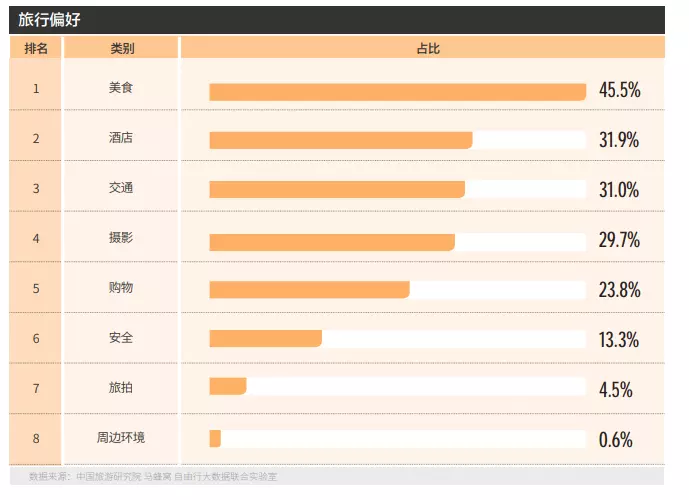 旅行偏好
排名 类别 占比
1 美食 45.5%
2 酒店 31.9%
3 交通 31.0%
4 摄影 29.7%
5 购物 23.8%
6 安全 13.3%
7 旅拍 4.5%
8 周边环境 0.6%
数据来源：中国旅游研究院 马蜂窝 自由行大数据联合实验室